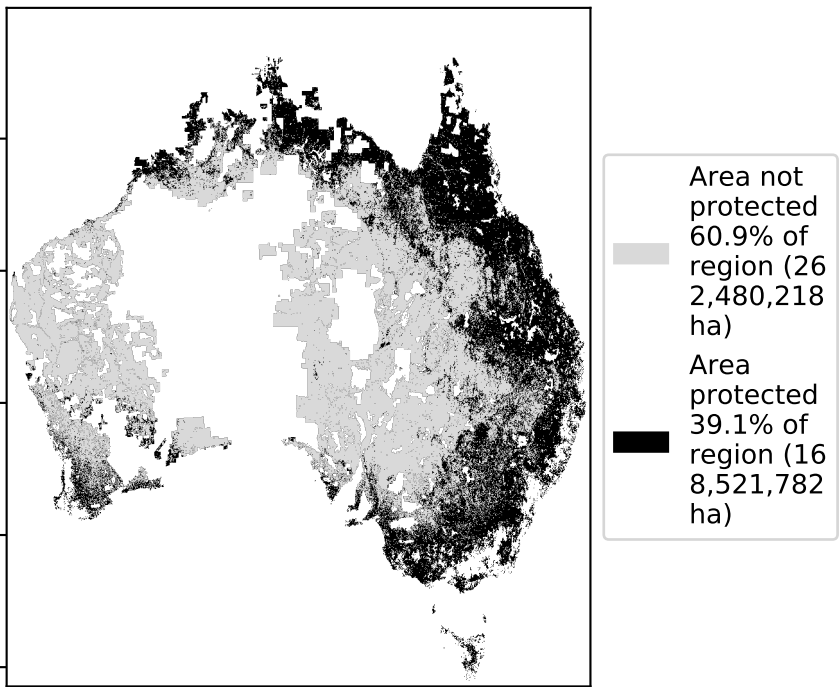 Area not
protected
60.9% of
region (26
2,480,218
ha)
Area
protected
39.1% of
region (16
8,521,782
ha)